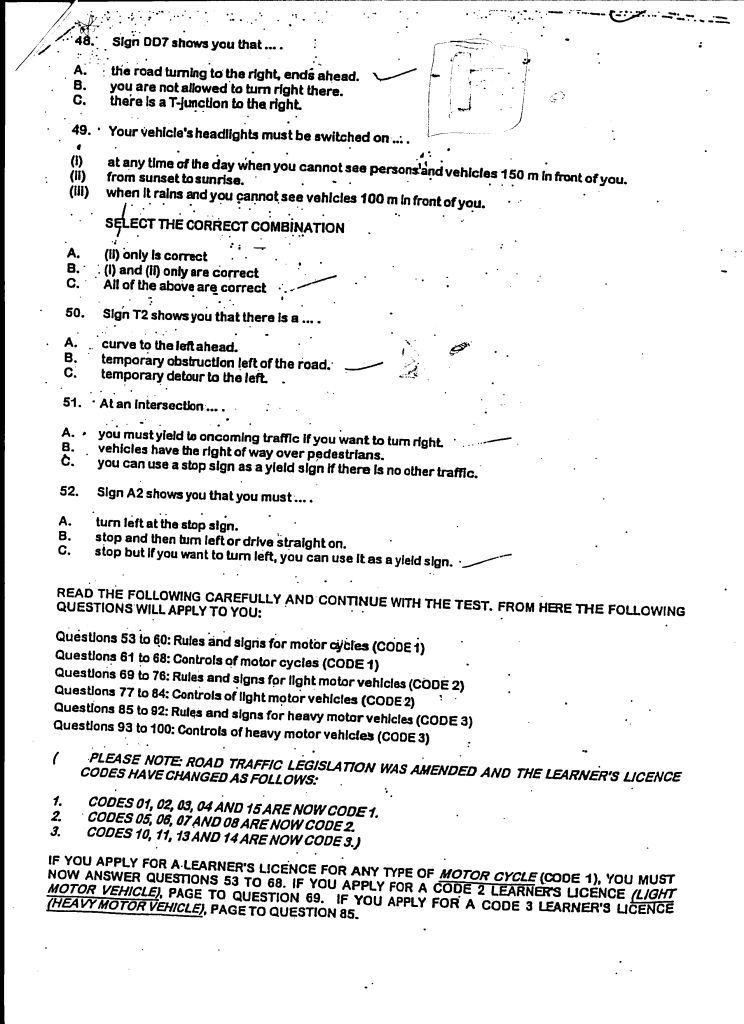 48. Sign DD7 shows you that ... .
A. the road turning to the right, ends ahead.
B. you are not allowed to turn right there.
C. there is a T-junction to the right.
49. Your vehicle's headlights must be switched on ... .
(i) at any time of the day when you cannot see persons and vehicles 150 m in front of you.
(ii) from sunset to sunrise.
(iii) when it rains and you cannot see vehicles 100 m in front of you.
SELECT THE CORRECT COMBINATION
A. (ii) only is correct
B. (i) and (ii) only are correct
C. All of the above are correct
50. Sign T2 shows you that there is a ... .
A. curve to the left ahead.
B. temporary obstruction left of the road.
C. temporary detour to the left.
51. At an intersection ... .
A. you must yield to oncoming traffic if you want to turn right.
B. vehicles have the right of way over pedestrians.
C. you can use a stop sign as a yield sign if there is no other traffic.
52. Sign A2 shows you that you must ... .
A. turn left at the stop sign.
B. stop and then turn left or drive straight on.
C. stop but if you want to turn left, you can use it as a yield sign.
READ THE FOLLOWING CAREFULLY AND CONTINUE WITH THE TEST. FROM HERE THE FOLLOWING
QUESTIONS WILL APPLY TO YOU:
Questions 53 to 60: Rules and signs for motor cycles (CODE 1)
Questions 61 to 68: Controls of motor cycles (CODE 1)
Questions 69 to 76: Rules and signs for light motor vehicles (CODE 2)
Questions 77 to 84: Controls of light motor vehicles (CODE 2)
Questions 85 to 92: Rules and signs for heavy motor vehicles (CODE 3)
Questions 93 to 100: Controls of heavy motor vehicles (CODE 3)
( PLEASE NOTE: ROAD TRAFFIC LEGISLATION WAS AMENDED AND THE LEARNER'S LICENCE
CODES HAVE CHANGED AS FOLLOWS:
1. CODES 01, 02, 03, 04 AND 15 ARE NOW CODE 1.
2. CODES 05, 06, 07 AND 08 ARE NOW CODE 2.
3. CODES 10, 11, 13 AND 14 ARE NOW CODE 3.)
IF YOU APPLY FOR A LEARNER'S LICENCE FOR ANY TYPE OF MOTOR CYCLE (CODE 1), YOU MUST
NOW ANSWER QUESTIONS 53 TO 68. IF YOU APPLY FOR A CODE 2 LEARNER'S LICENCE (LIGHT
MOTOR VEHICLE), PAGE TO QUESTION 69. IF YOU APPLY FOR A CODE 3 LEARNER'S LICENCE
(HEAVY MOTOR VEHICLE), PAGE TO QUESTION 85.